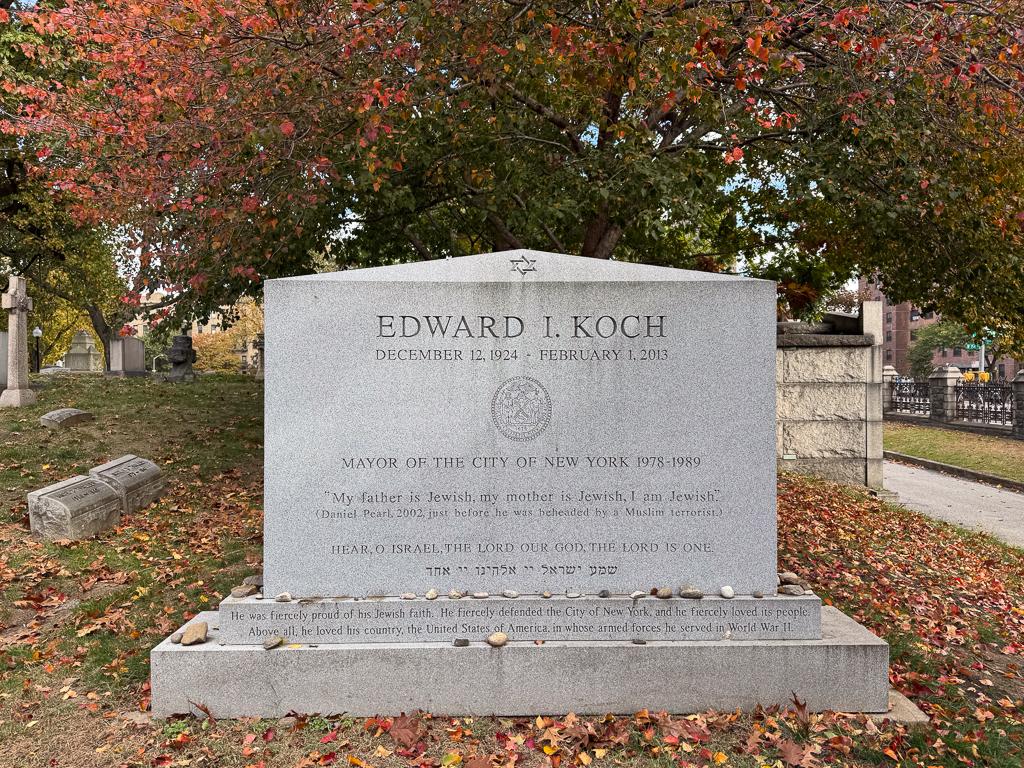 EDWARD I. KOCH
DECEMBER 12, 1924 - FEBRUARY 1, 2013
MAYOR OF THE CITY OF NEW YORK 1978-1989
"My father is Jewish, my mother is Jewish, I am Jewish."
(Daniel Pearl, 2002, just before he was beheaded by a Muslim terrorist.)
HEAR, O ISRAEL, THE LORD OUR GOD, THE LORD IS ONE.
שמע ישראל יי אלהינו יי אחד
He was fiercely proud of his Jewish faith. He fiercely defended the City of New York, and he fiercely loved its people.
Above all, he loved his country, the United States of America, in whose armed forces he served in World War II.